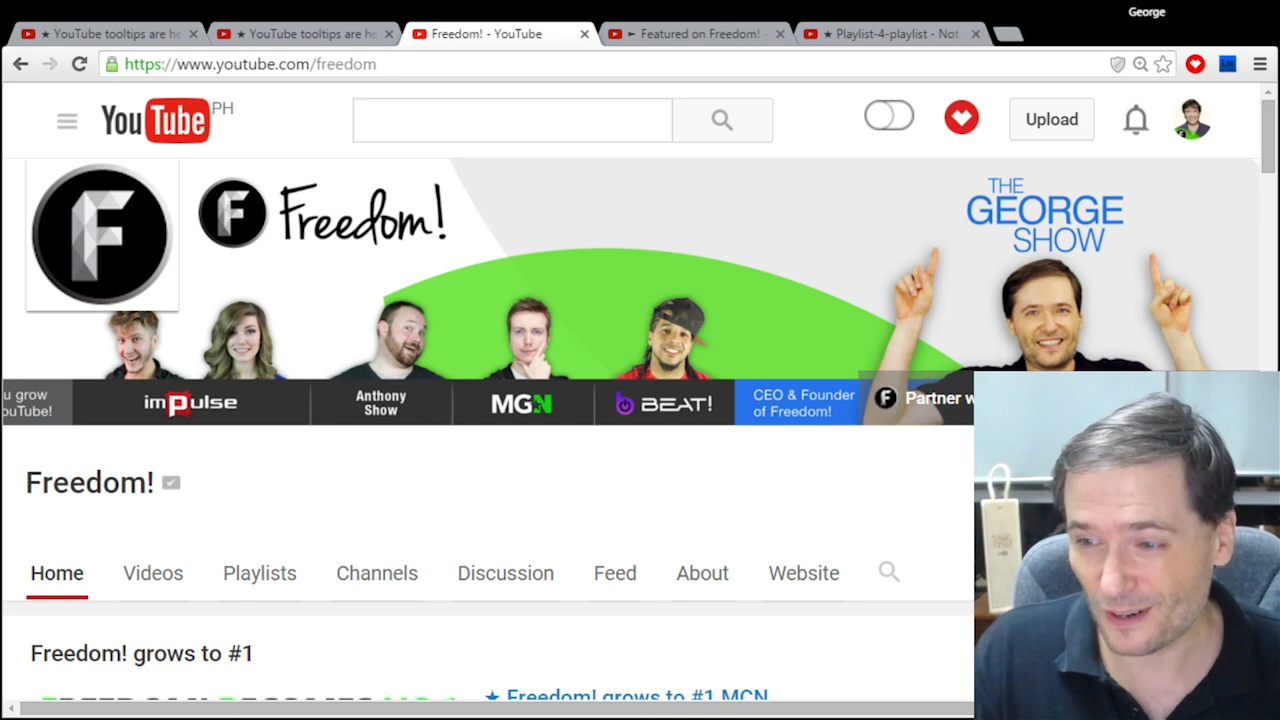 George
★ YouTube tooltips are he
★ YouTube tooltips are he
Freedom! - YouTube
► Featured on Freedom! -
★ Playlist-4-playlist - Not
https://www.youtube.com/freedom
YouTube PH
Upload
F
F Freedom!
THE
GEORGE
SHOW
u grow
ouTube!
imPulse
Anthony
Show
MGN
BEAT!
CEO & Founder
of Freedom!
F Partner w
Freedom!
Home Videos Playlists Channels Discussion Feed About Website
Freedom! grows to #1
★ Freedom! grows to #1 MCN